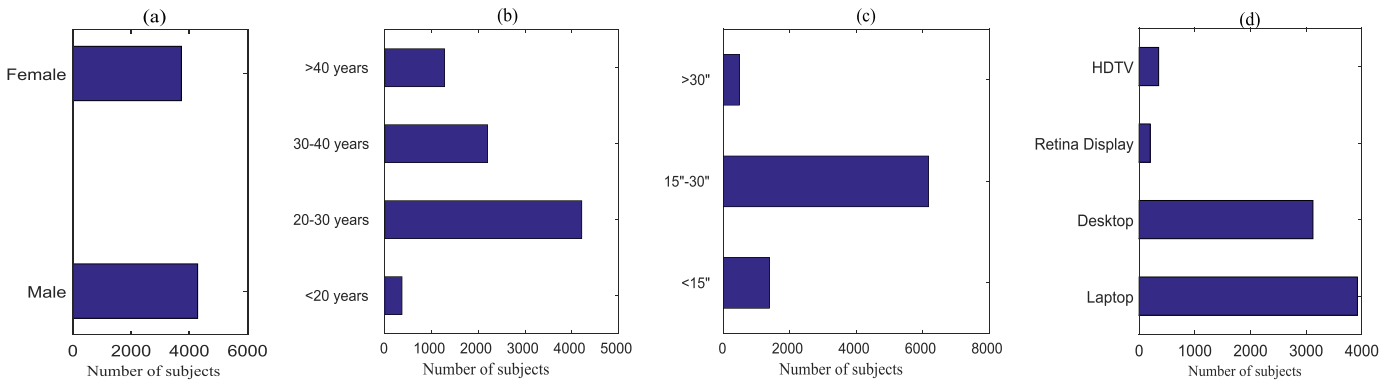 (a)
Female
Male
0 2000 4000 6000
Number of subjects
(b)
>40 years
30-40 years
20-30 years
<20 years
0 1000 2000 3000 4000 5000
Number of subjects
(c)
>30"
15"-30"
<15"
0 2000 4000 6000 8000
Number of subjects
(d)
HDTV
Retina Display
Desktop
Laptop
0 1000 2000 3000 4000
Number of subjects